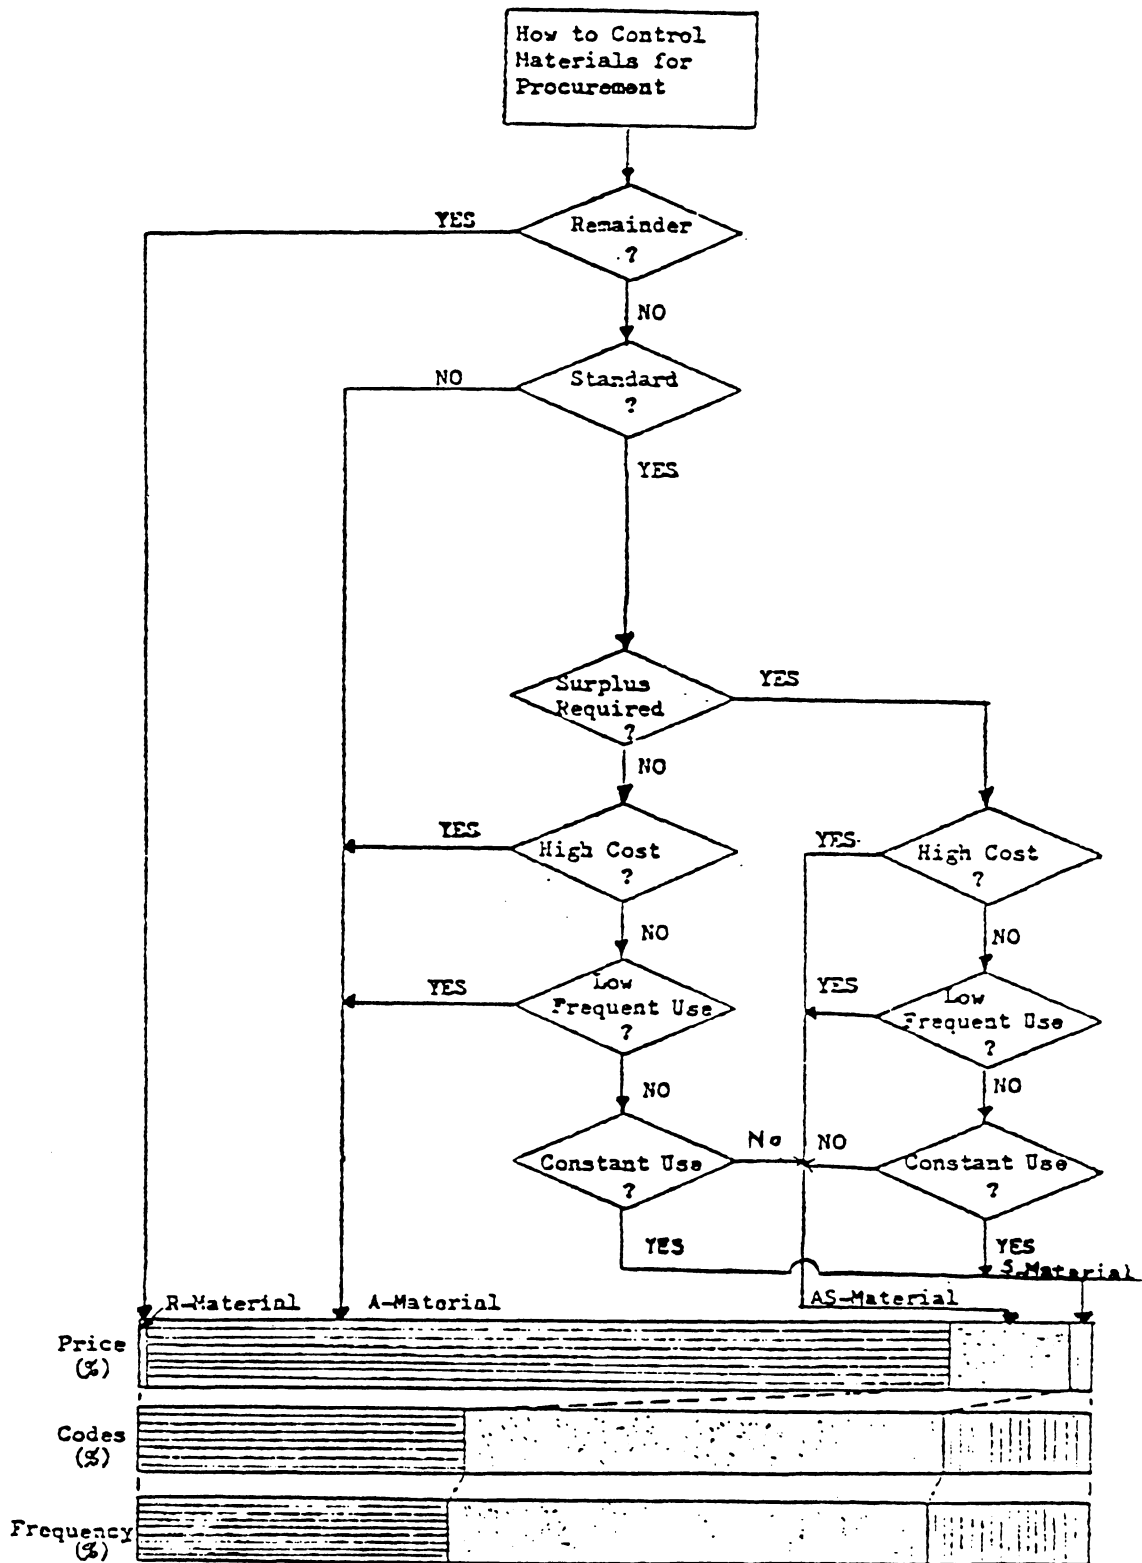 How to Control
Materials for
Procurement
YES
Remainder
?
NO
NO
Standard
?
YES
Surplus
Required
?
YES
NO
YES
High Cost
?
YES
High Cost
?
NO
NO
YES
Low
Frequent Use
?
YES
Low
Frequent Use
?
NO
NO
Constant Use
?
No
NO
Constant Use
?
YES
YES
S-Material
R-Material
A-Material
AS-Material
Price
(%)
Codes
(%)
Frequency
(%)